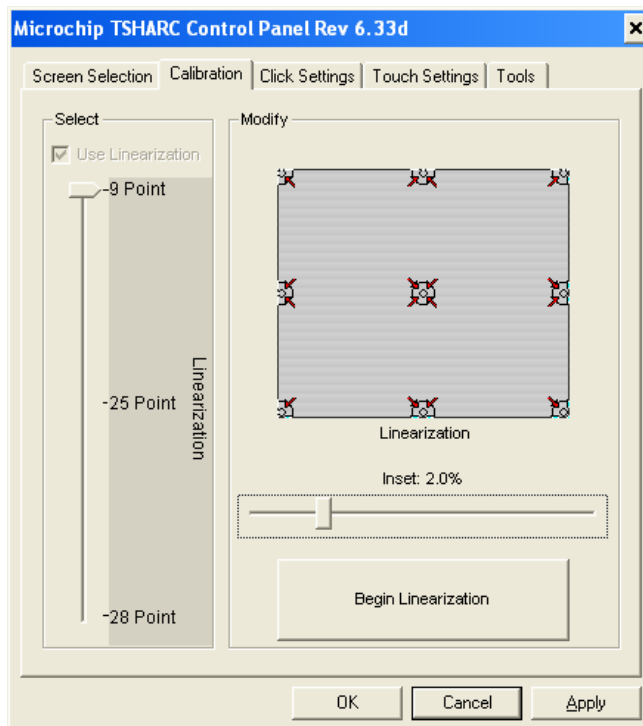 Microchip TSHARC Control Panel Rev 6.33d
Screen Selection Calibration Click Settings Touch Settings Tools
Select
Use Linearization
-9 Point
-25 Point
-28 Point
Linearization
Modify
Linearization
Inset: 2.0%
Begin Linearization
OK Cancel Apply